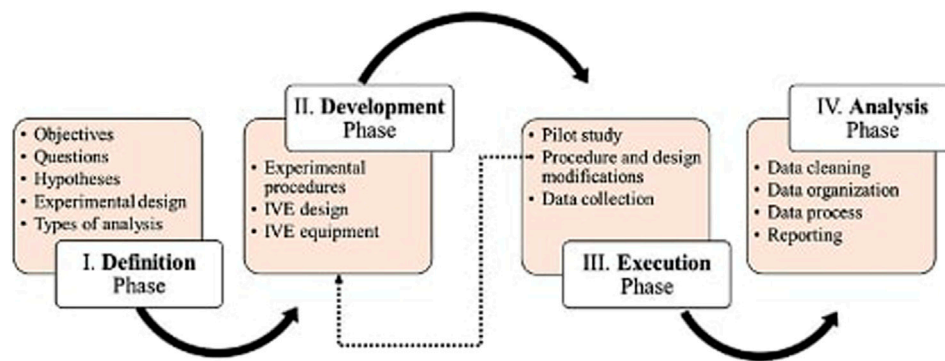 • Objectives
• Questions
• Hypotheses
• Experimental design
• Types of analysis
I. Definition
Phase
II. Development
Phase
• Experimental
procedures
• IVE design
• IVE equipment
• Pilot study
• Procedure and design
modifications
• Data collection
III. Execution
Phase
IV. Analysis
Phase
• Data cleaning
• Data organization
• Data process
• Reporting